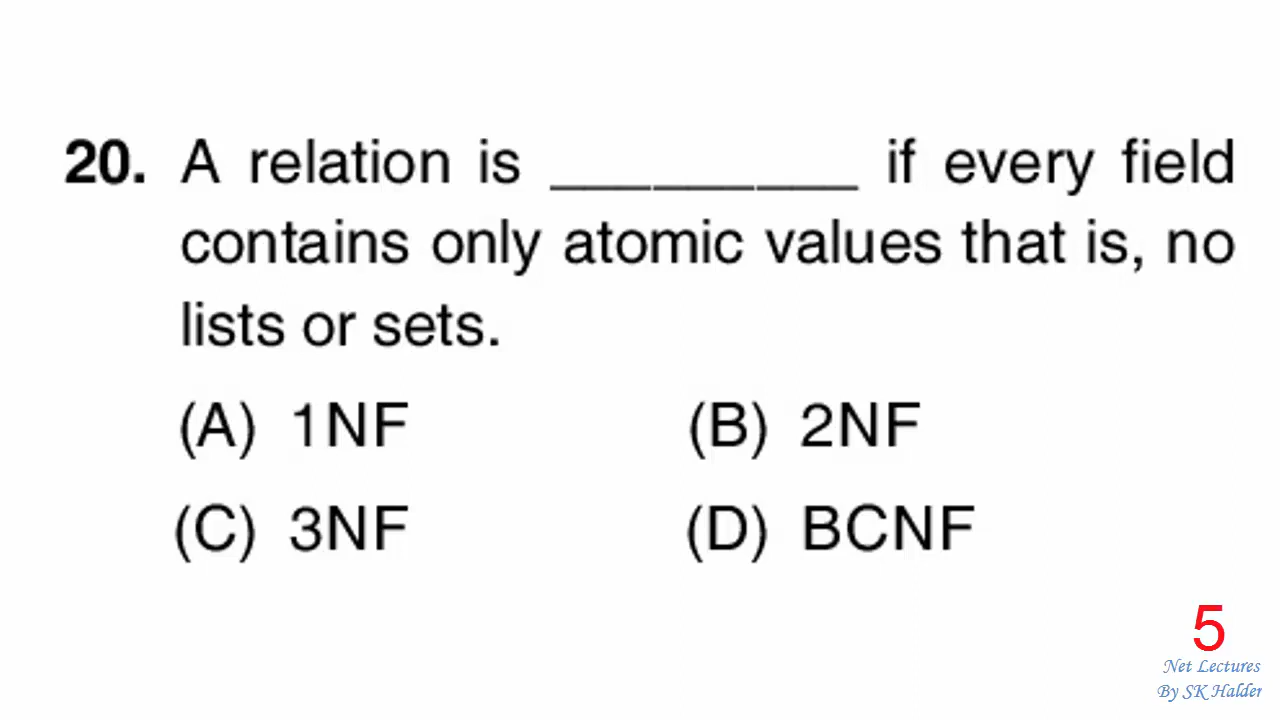 20. A relation is __________ if every field
contains only atomic values that is, no
lists or sets.
(A) 1NF (B) 2NF
(C) 3NF (D) BCNF
5
Net Lectures
By SK Halder